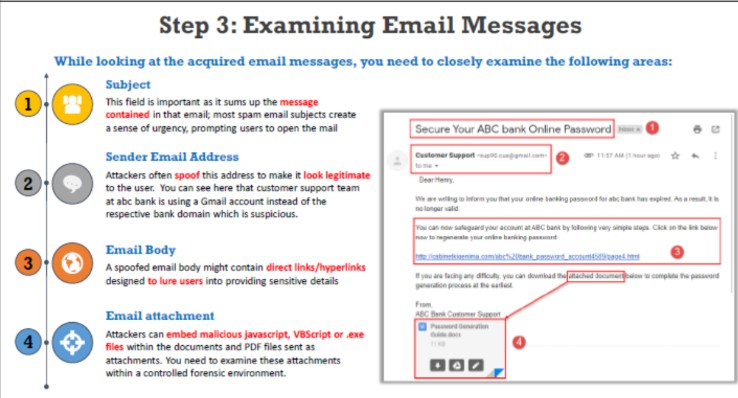 Step 3: Examining Email Messages
While looking at the acquired email messages, you need to closely examine the following areas:
1
Subject
This field is important as it sums up the message
contained in that email; most spam email subjects create
a sense of urgency, prompting users to open the mail
2
Sender Email Address
Attackers often spoof this address to make it look legitimate
to the user. You can see here that customer support team
at abc bank is using a Gmail account instead of the
respective bank domain which is suspicious.
3
Email Body
A spoofed email body might contain direct links/hyperlinks
designed to lure users into providing sensitive details
4
Email attachment
Attackers can embed malicious javascript, VBScript or .exe
files within the documents and PDF files sent as
attachments. You need to examine these attachments
within a controlled forensic environment.
Secure Your ABC bank Online Password Inbox x 1
Customer Support 2 11:57 AM (1 hour ago)
to me
Dear Henry,
We are writing to inform you that your online banking password for abc bank has expired. As a result, it is
no longer valid
You can now safeguard your account at ABC bank by following very simple steps. Click on the link below
now to regenerate your online banking password.
3
If you are facing any difficulty, you can download the attached document below to complete the password
generation process at the earliest.
From,
ABC Bank Customer Support
Password Generation
Guide.docx
4